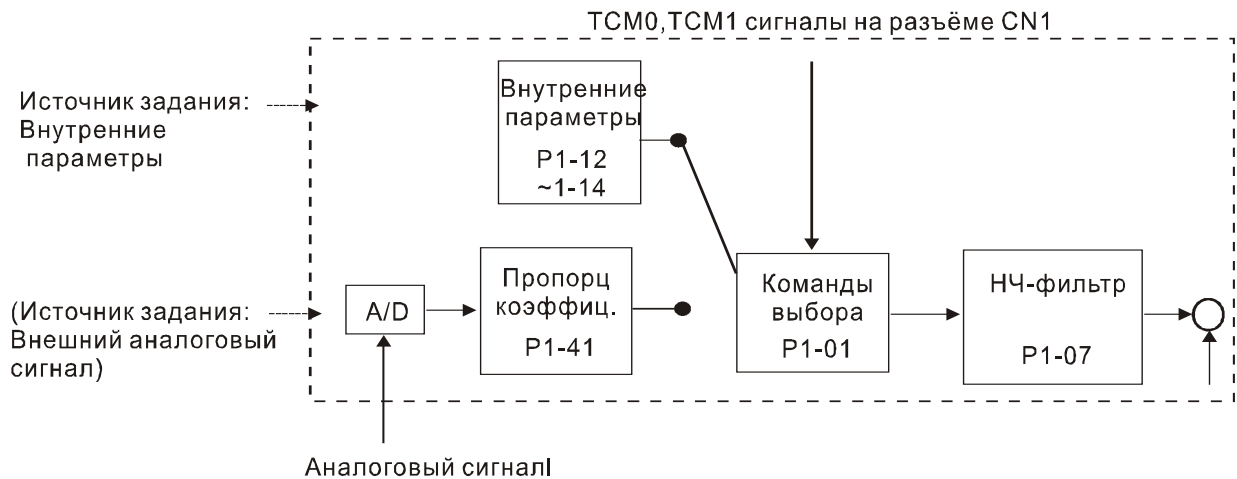 TCM0,TCM1 сигналы на разъёме CN1
Источник задания:
Внутренние
параметры
Внутренние
параметры
P1-12
~1-14
(Источник задания:
Внешний аналоговый
сигнал)
A/D
Пропорц
коэффиц.
P1-41
Команды
выбора
P1-01
НЧ-фильтр
P1-07
Аналоговый сигналl